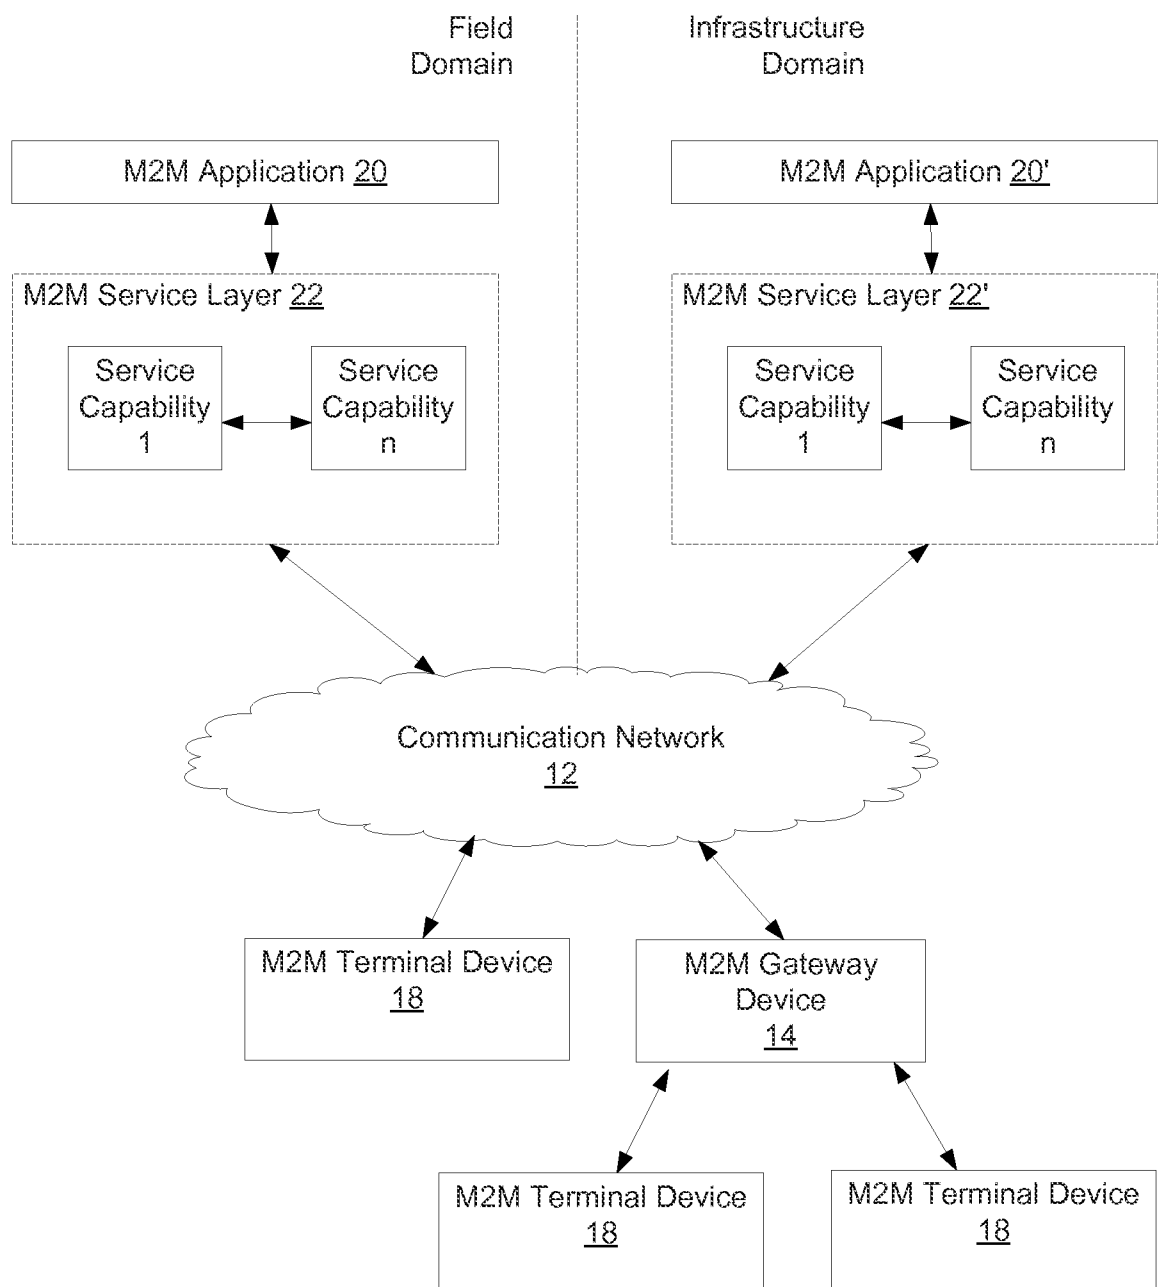 Field
Domain
Infrastructure
Domain
M2M Application 20
M2M Application 20'
M2M Service Layer 22
Service
Capability
1
Service
Capability
n
M2M Service Layer 22'
Service
Capability
1
Service
Capability
n
Communication Network
12
M2M Terminal Device
18
M2M Gateway
Device
14
M2M Terminal Device
18
M2M Terminal Device
18